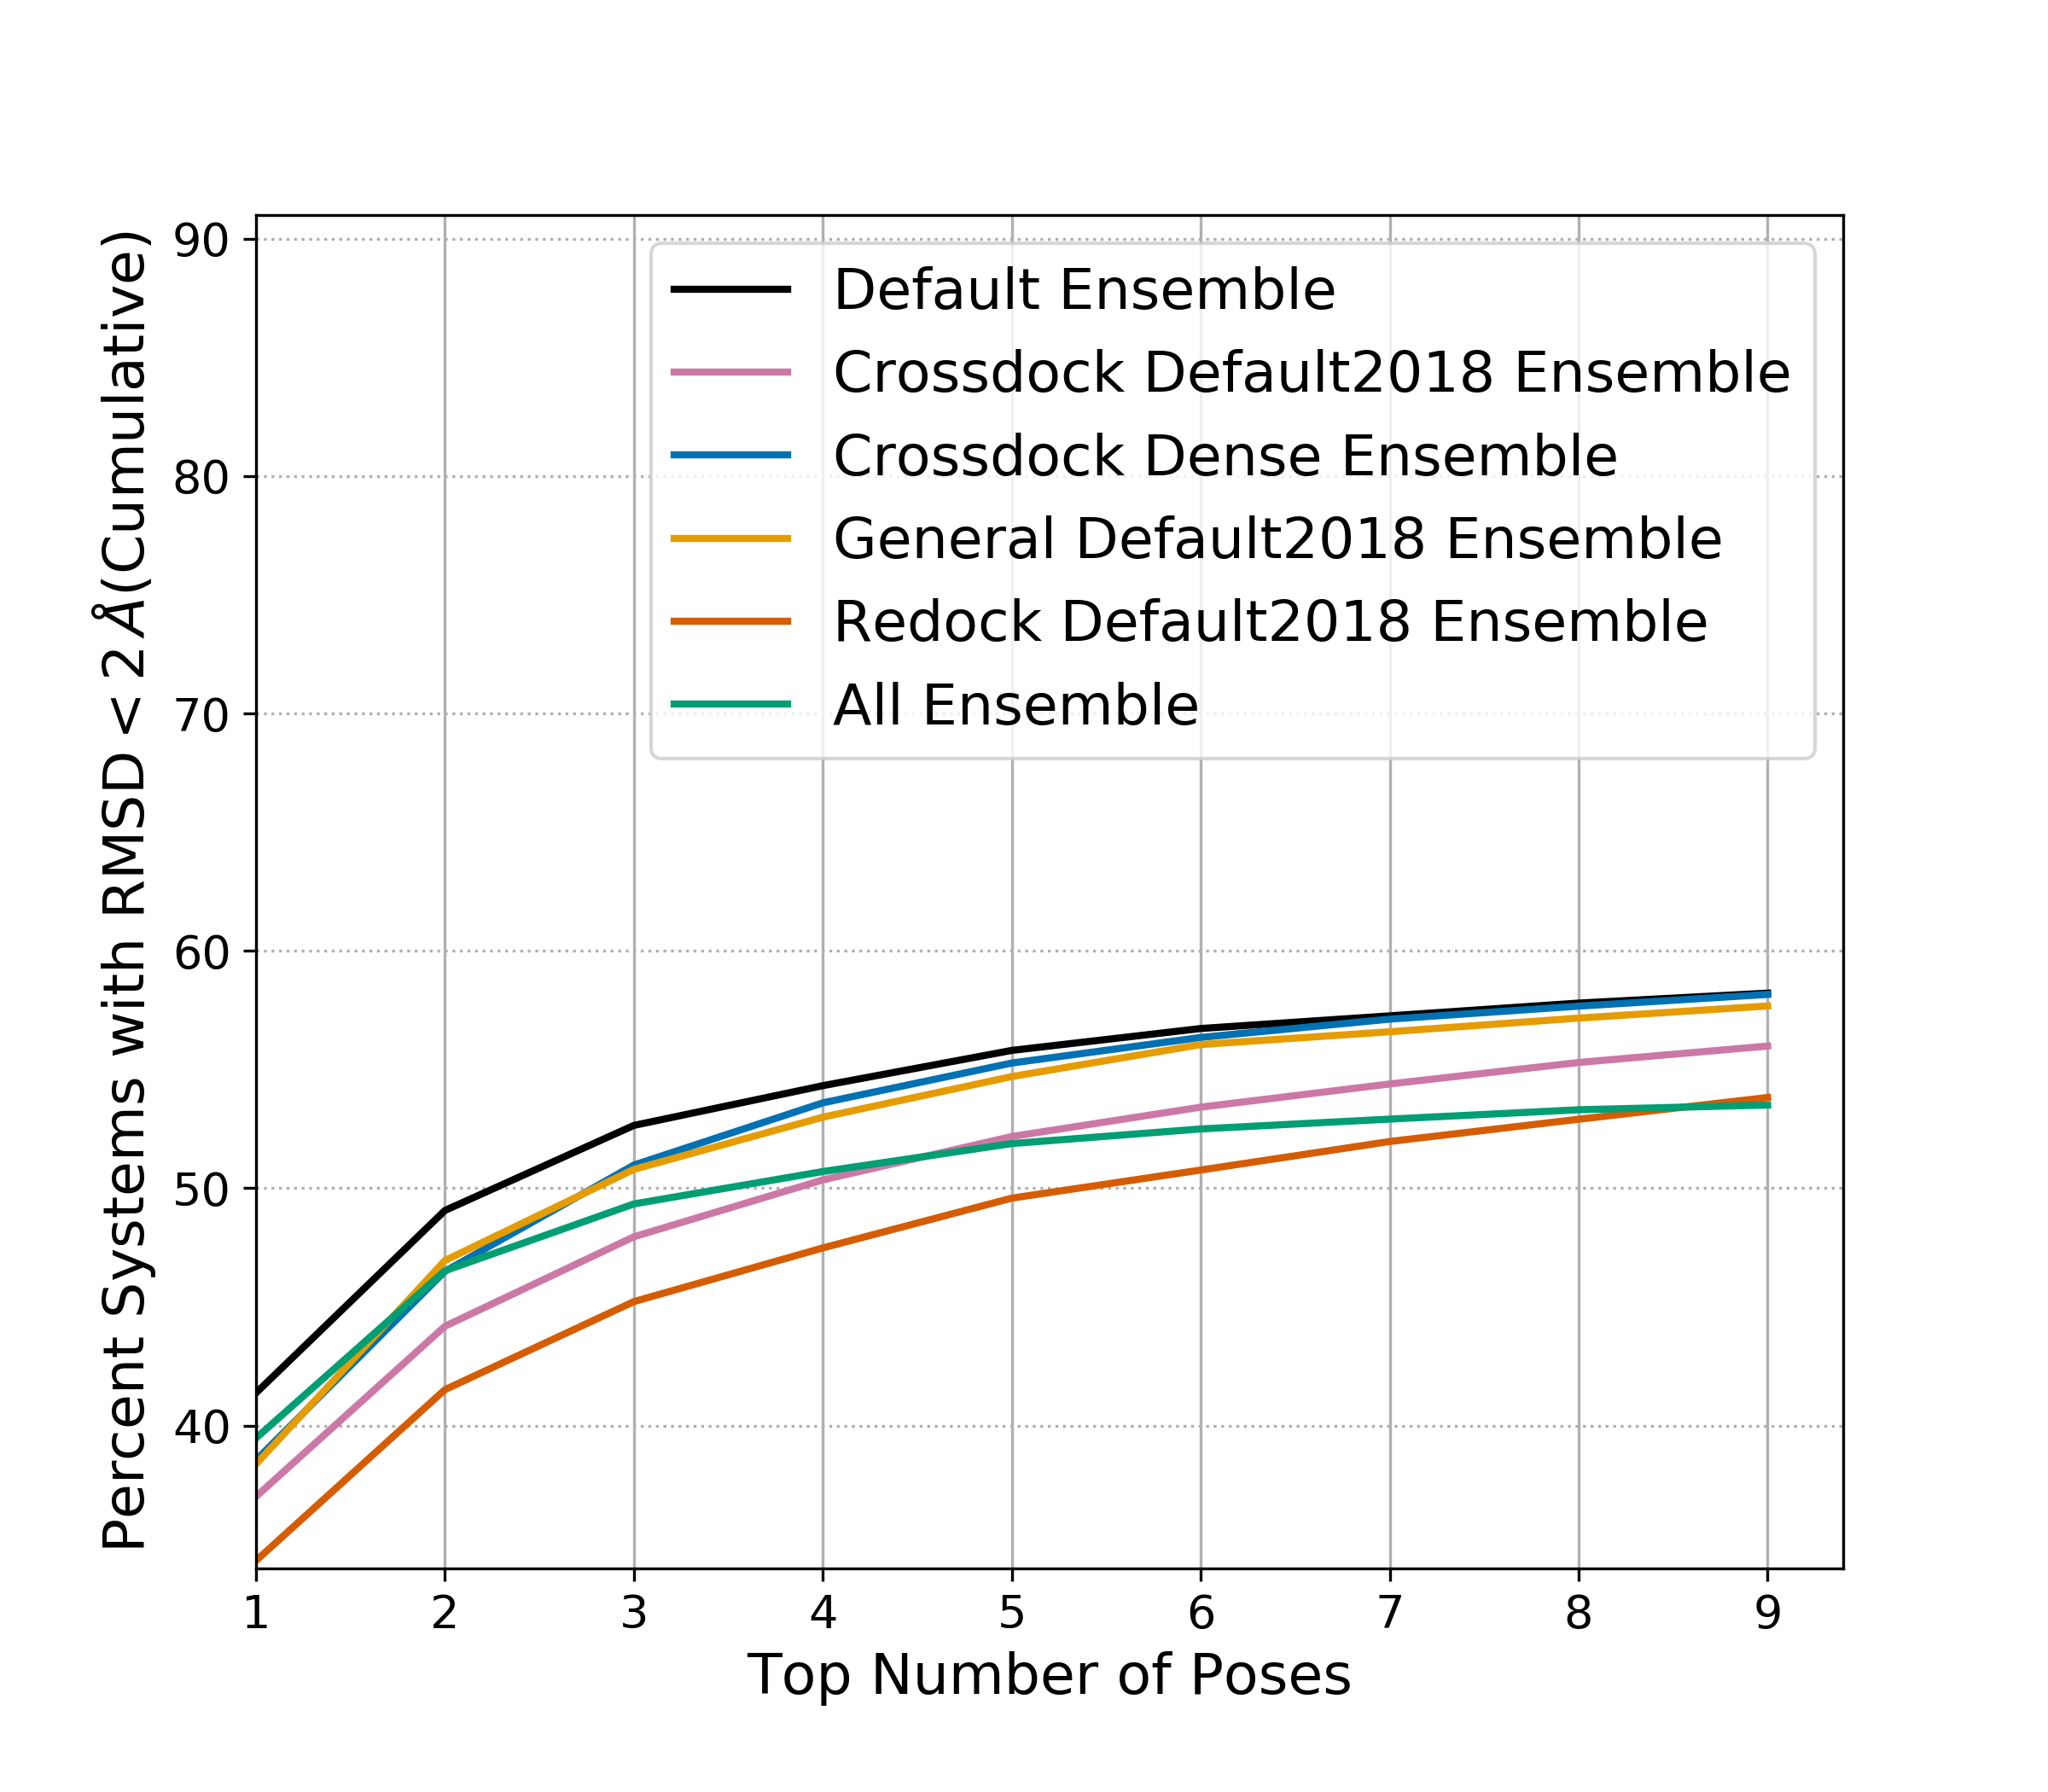 Percent Systems with RMSD < 2 Å(Cumulative)
90
80
70
60
50
40
Default Ensemble
Crossdock Default2018 Ensemble
Crossdock Dense Ensemble
General Default2018 Ensemble
Redock Default2018 Ensemble
All Ensemble
1 2 3 4 5 6 7 8 9
Top Number of Poses